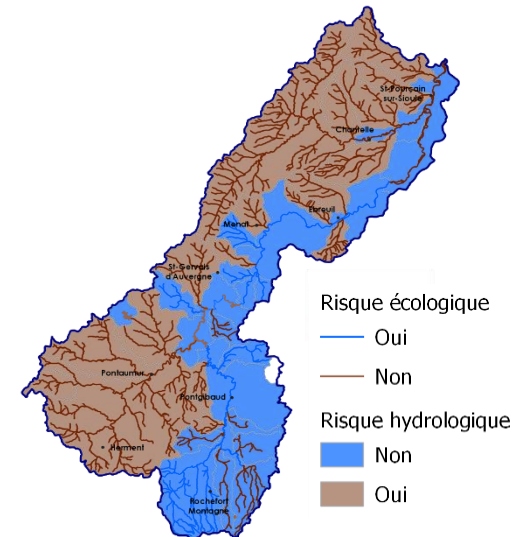 St-Pourçain
sur-Sioule
Chantelle
Ebreuil
Menat
St-Gervais
d'Auvergne
Pontaumur
Pontgibaud
Herment
Rochefort
Montagne
Risque écologique
Oui
Non
Risque hydrologique
Non
Oui